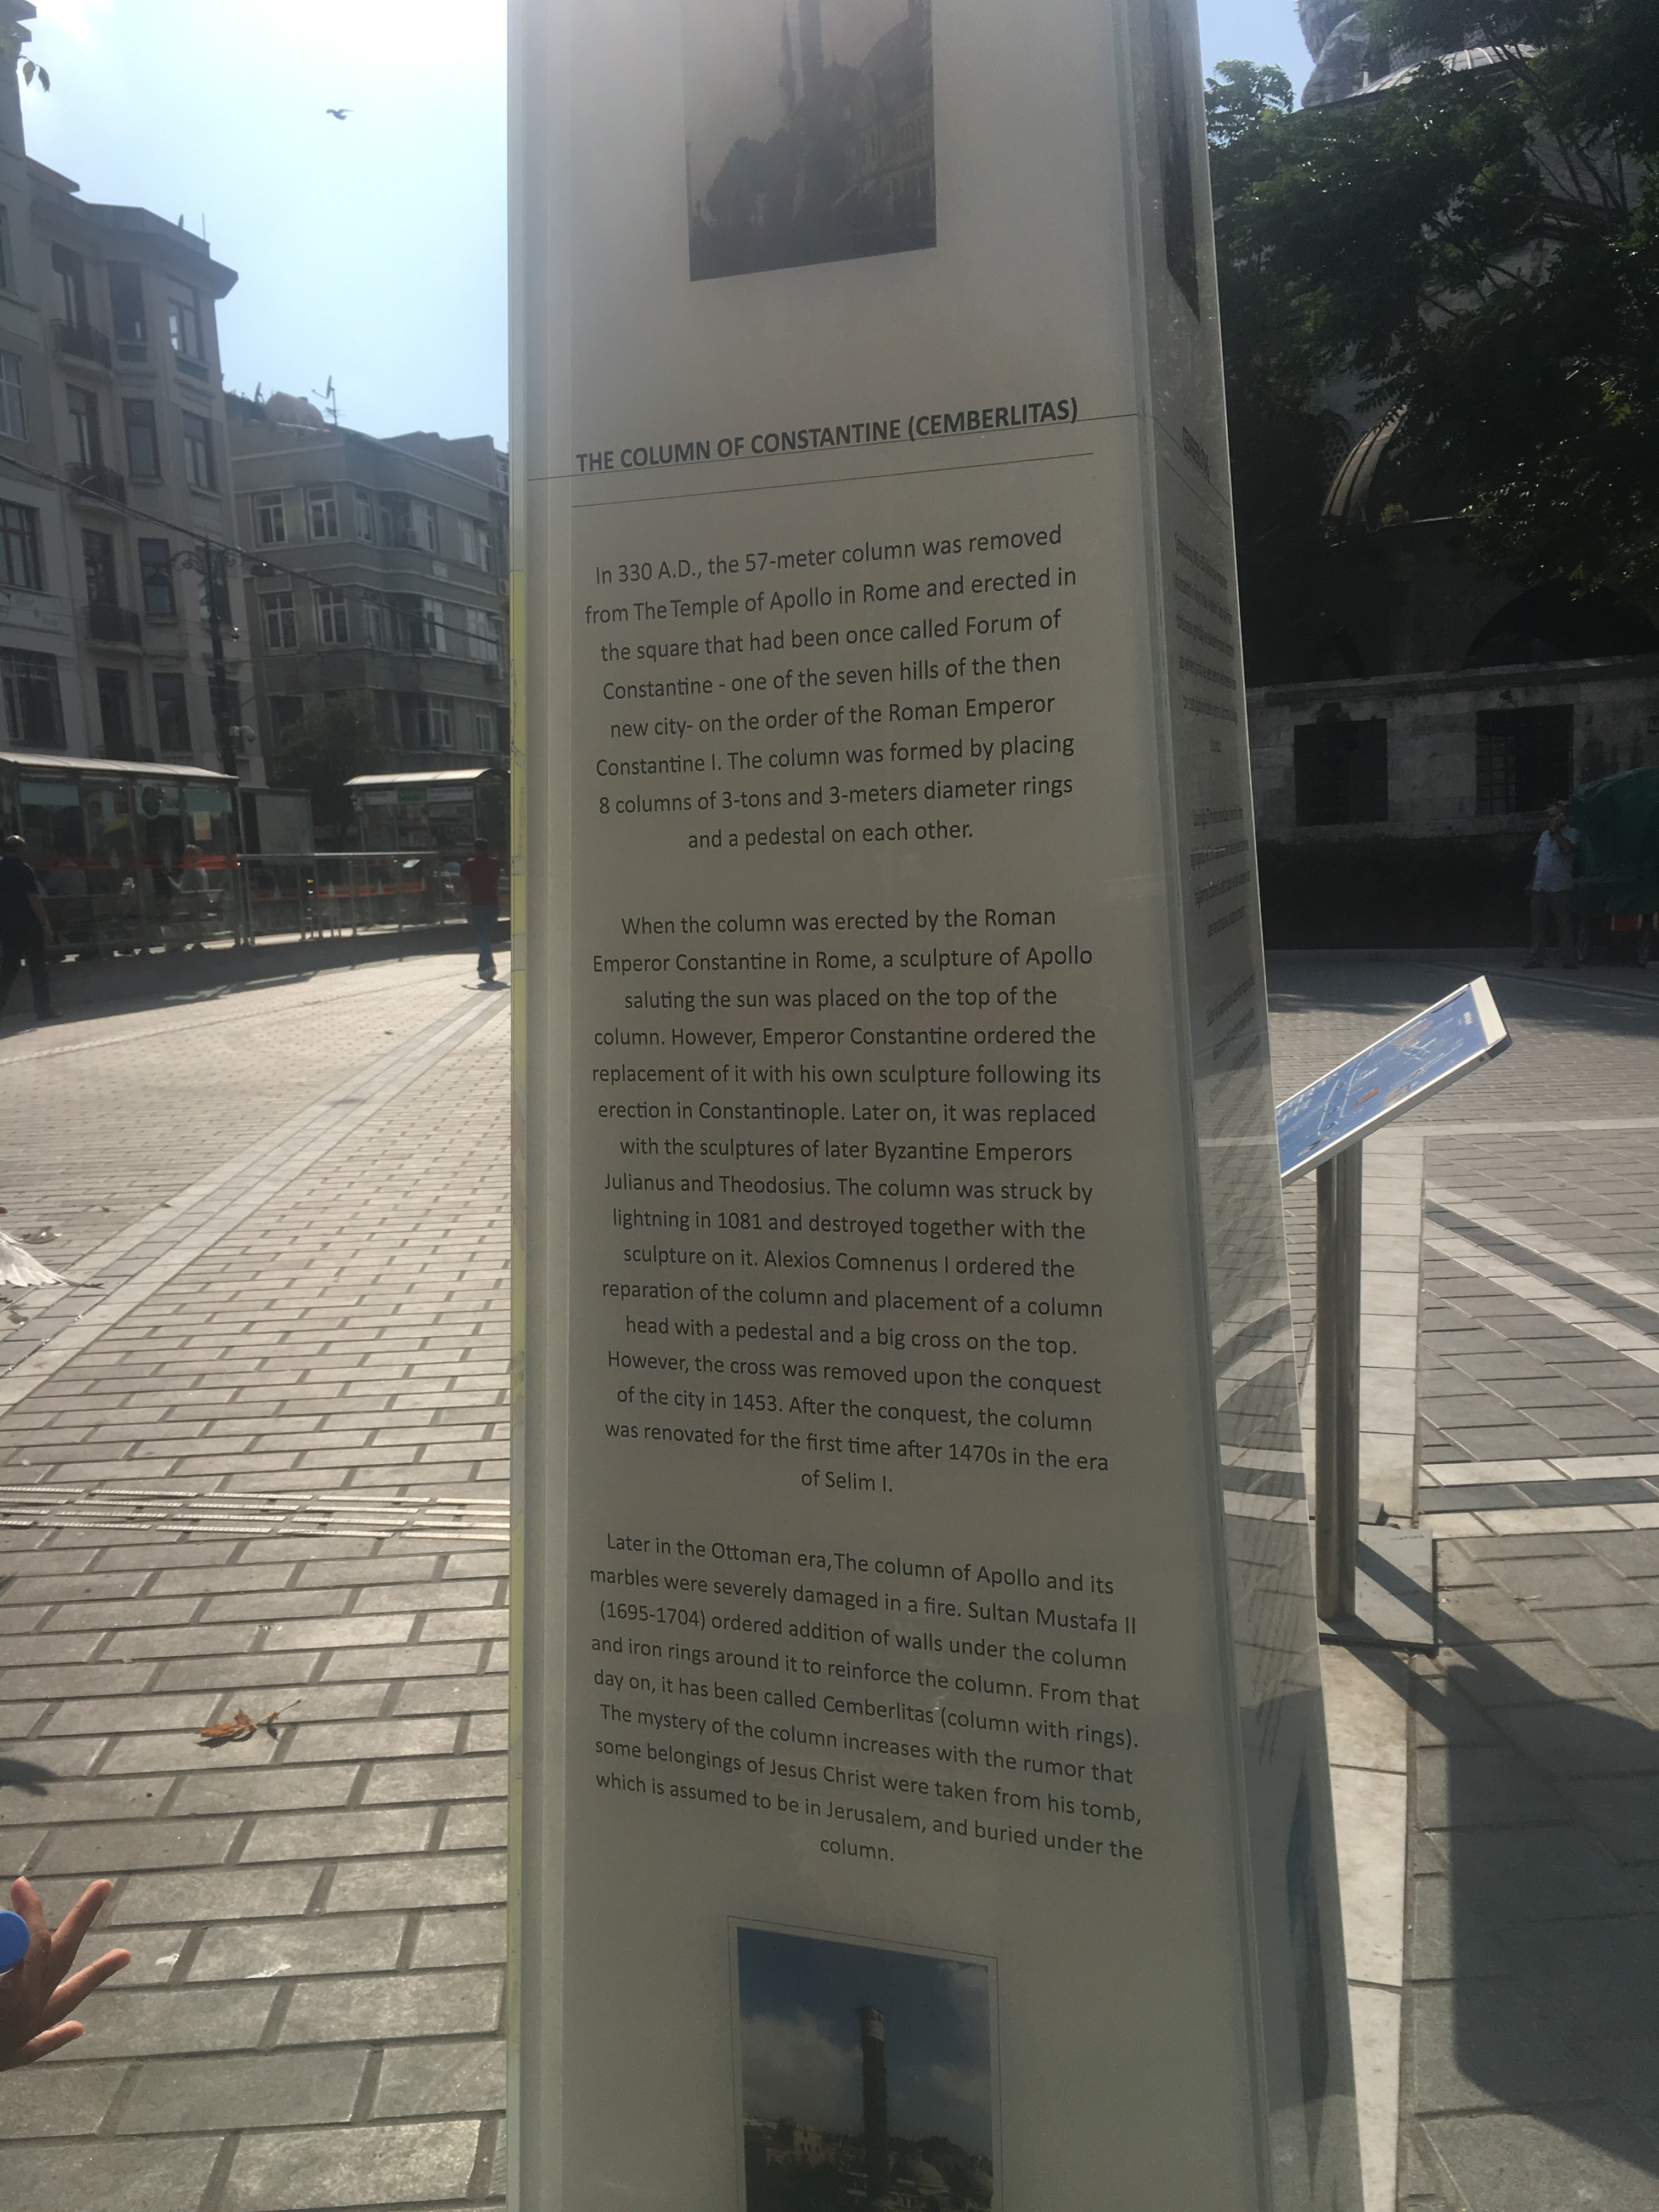 THE COLUMN OF CONSTANTINE (CEMBERLITAS)
In 330 A.D., the 57-meter column was removed
from The Temple of Apollo in Rome and erected in
the square that had been once called Forum of
Constantine - one of the seven hills of the then
new city- on the order of the Roman Emperor
Constantine I. The column was formed by placing
8 columns of 3-tons and 3-meters diameter rings
and a pedestal on each other.
When the column was erected by the Roman
Emperor Constantine in Rome, a sculpture of Apollo
saluting the sun was placed on the top of the
column. However, Emperor Constantine ordered the
replacement of it with his own sculpture following its
erection in Constantinople. Later on, it was replaced
with the sculptures of later Byzantine Emperors
Julianus and Theodosius. The column was struck by
lightning in 1081 and destroyed together with the
sculpture on it. Alexios Comnenus I ordered the
reparation of the column and placement of a column
head with a pedestal and a big cross on the top.
However, the cross was removed upon the conquest
of the city in 1453. After the conquest, the column
was renovated for the first time after 1470s in the era
of Selim I.
Later in the Ottoman era,The column of Apollo and its
marbles were severely damaged in a fire. Sultan Mustafa II
(1695-1704) ordered addition of walls under the column
and iron rings around it to reinforce the column. From that
day on, it has been called Cemberlitas (column with rings).
The mystery of the column increases with the rumor that
some belongings of Jesus Christ were taken from his tomb,
which is assumed to be in Jerusalem, and buried under the
column.